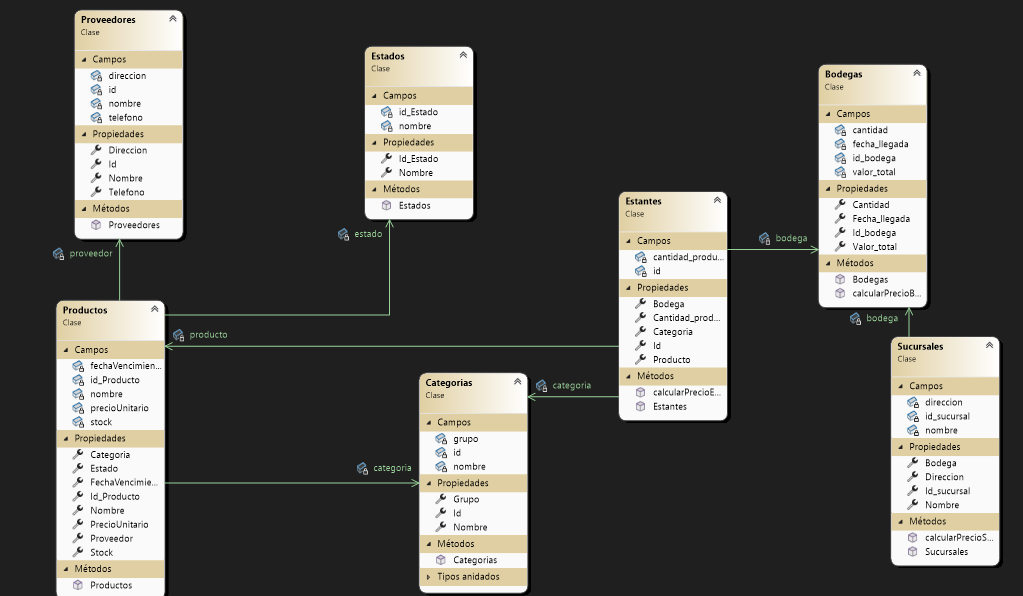 Proveedores
Clase
Campos
direccion
id
nombre
telefono
Propiedades
Direccion
Id
Nombre
Telefono
Métodos
Proveedores
proveedor
Estados
Clase
Campos
id_Estado
nombre
Propiedades
Id_Estado
Nombre
Métodos
Estados
estado
Productos
Clase
Campos
fechaVencimien...
id_Producto
nombre
precioUnitario
stock
Propiedades
Categoria
Estado
FechaVencimie...
Id_Producto
Nombre
PrecioUnitario
Proveedor
Stock
Métodos
Productos
producto
categoria
Categorias
Clase
Campos
grupo
id
nombre
Propiedades
Grupo
Id
Nombre
Métodos
Categorias
Tipos anidados
categoria
Estantes
Clase
Campos
cantidad_produ...
id
Propiedades
Bodega
Cantidad_prod...
Categoria
Id
Producto
Métodos
calcularPrecioE...
Estantes
bodega
Bodegas
Clase
Campos
cantidad
fecha_llegada
id_bodega
valor_total
Propiedades
Cantidad
Fecha_llegada
Id_bodega
Valor_total
Métodos
Bodegas
calcularPrecioB...
bodega
Sucursales
Clase
Campos
direccion
id_sucursal
nombre
Propiedades
Bodega
Direccion
Id_sucursal
Nombre
Métodos
calcularPrecioS...
Sucursales